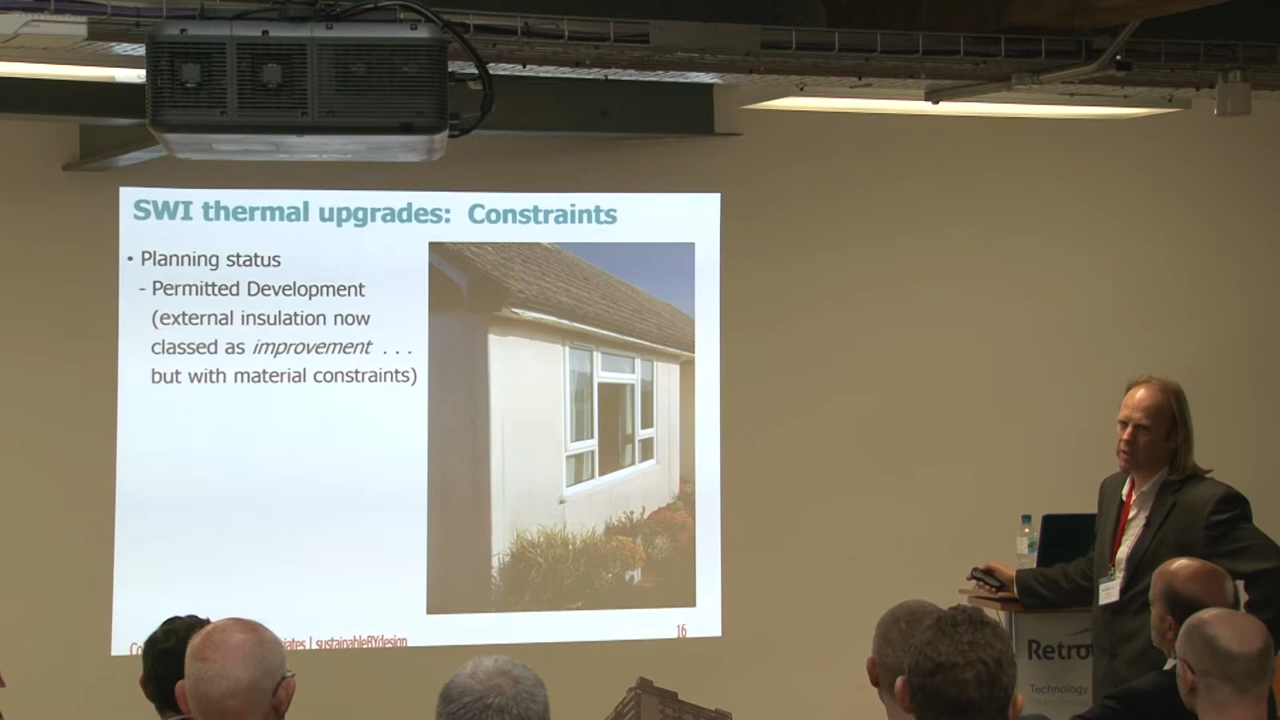 SWI thermal upgrades: Constraints
• Planning status
- Permitted Development
(external insulation now
classed as improvement . . .
but with material constraints)
| sustainableBYdesign
16
Technology